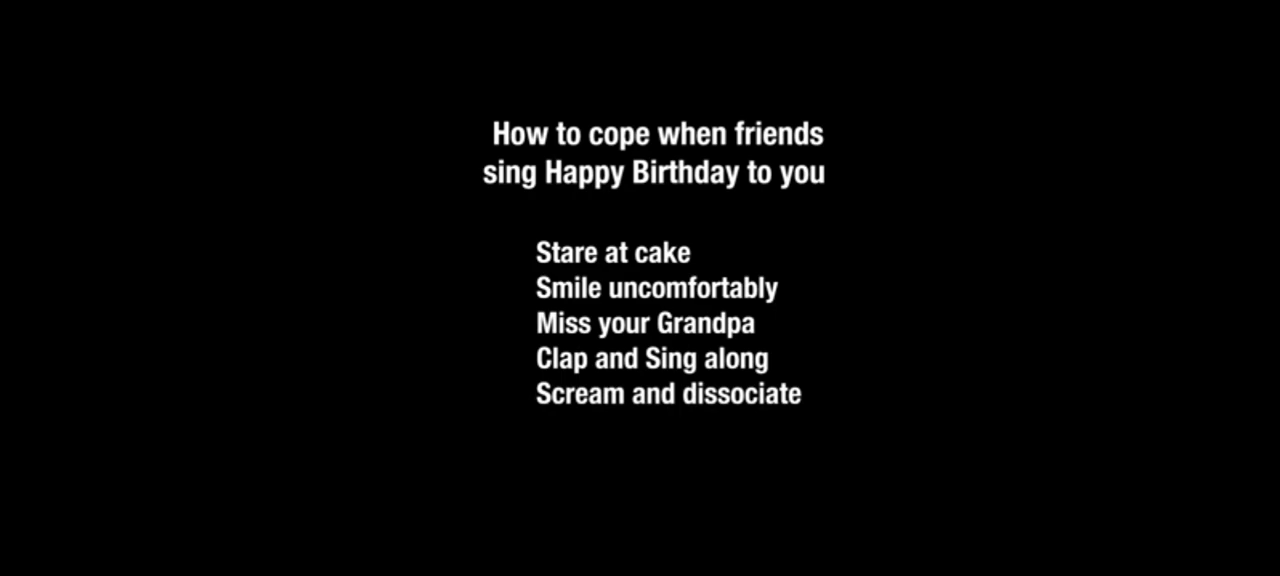 How to cope when friends
sing Happy Birthday to you
Stare at cake
Smile uncomfortably
Miss your Grandpa
Clap and Sing along
Scream and dissociate